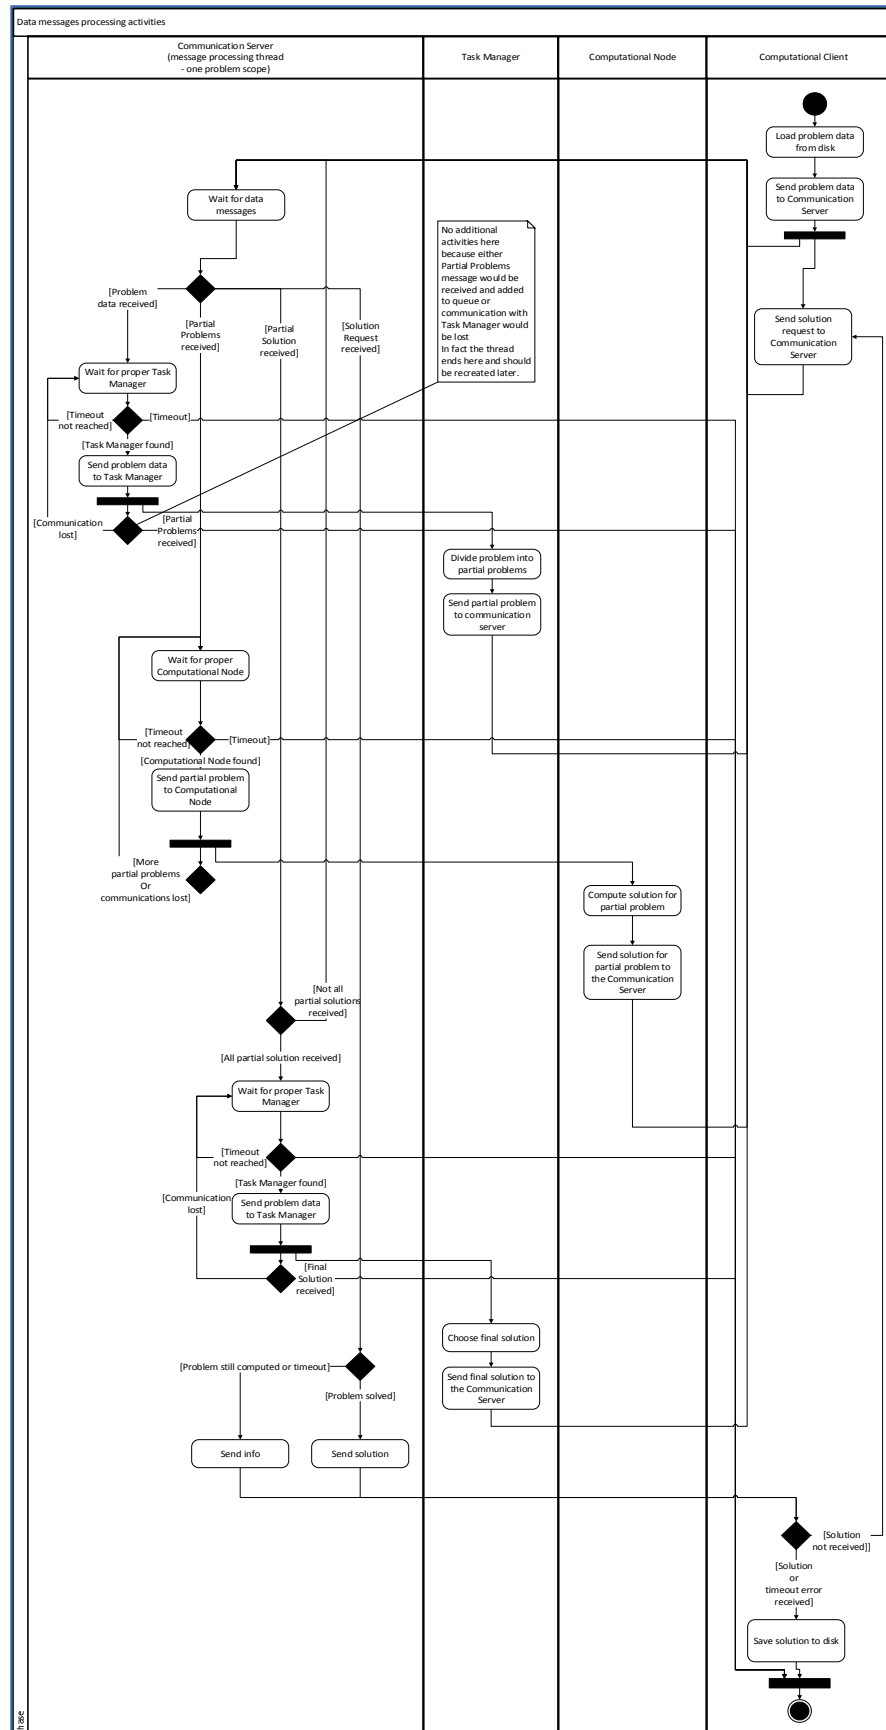 Data messages processing activities
Communication Server
(message processing thread
- one problem scope)
Task Manager
Computational Node
Computational Client
Load problem data
from disk
Send problem data
to Communication
Server
Wait for data
messages
No additional
activities here
because either
Partial Problems
message would be
received and added
to queue or
communication with
Task Manager would
be lost
In fact the thread
ends here and should
be recreated later.
[Problem
data received]
[Partial
Problems
received]
[Partial
Solution
received]
[Solution
Request
received]
Send solution
request to
Communication
Server
Wait for proper Task
Manager
[Timeout
not reached]
[Timeout]
[Task Manager found]
Send problem data
to Task Manager
[Communication
lost]
[Partial
Problems
received]
Divide problem into
partial problems
Send partial problem
to communication
server
Wait for proper
Computational Node
[Timeout
not reached]
[Timeout]
[Computational Node found]
Send partial problem
to Computational
Node
[More
partial problems
Or
communications lost]
Compute solution for
partial problem
Send solution for
partial problem to
the Communication
Server
[Not all
partial solutions
received]
[All partial solution received]
Wait for proper Task
Manager
[Timeout
not reached]
[Task Manager found]
[Communication
lost]
Send problem data
to Task Manager
[Final
Solution
received]
Choose final solution
Send final solution to
the Communication
Server
[Problem still computed or timeout]
[Problem solved]
Send info
Send solution
[Solution
not received]]
[Solution
or
timeout error
received]
Save solution to disk
hase